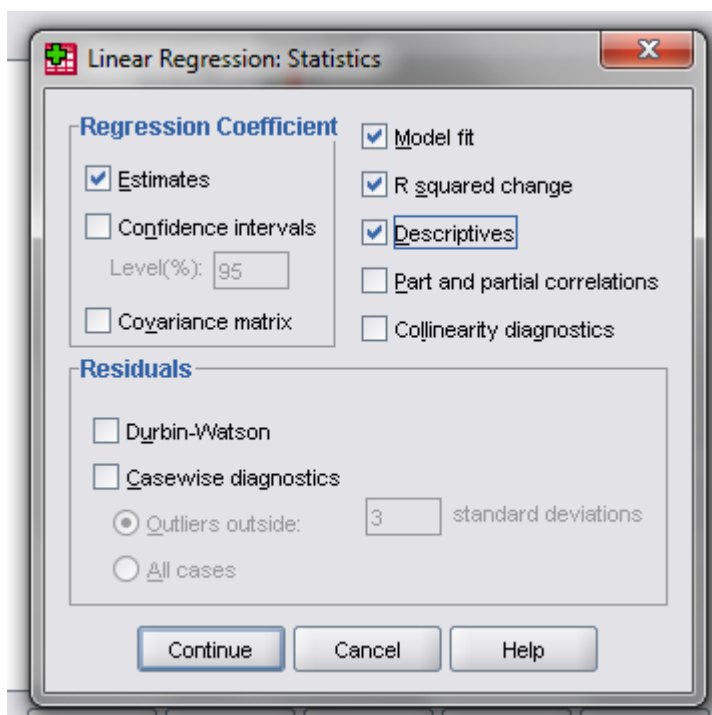 Linear Regression: Statistics
Regression Coefficient
Estimates
Confidence intervals
Level(%): 95
Covariance matrix
Model fit
R squared change
Descriptives
Part and partial correlations
Collinearity diagnostics
Residuals
Durbin-Watson
Casewise diagnostics
Outliers outside: 3 standard deviations
All cases
Continue Cancel Help